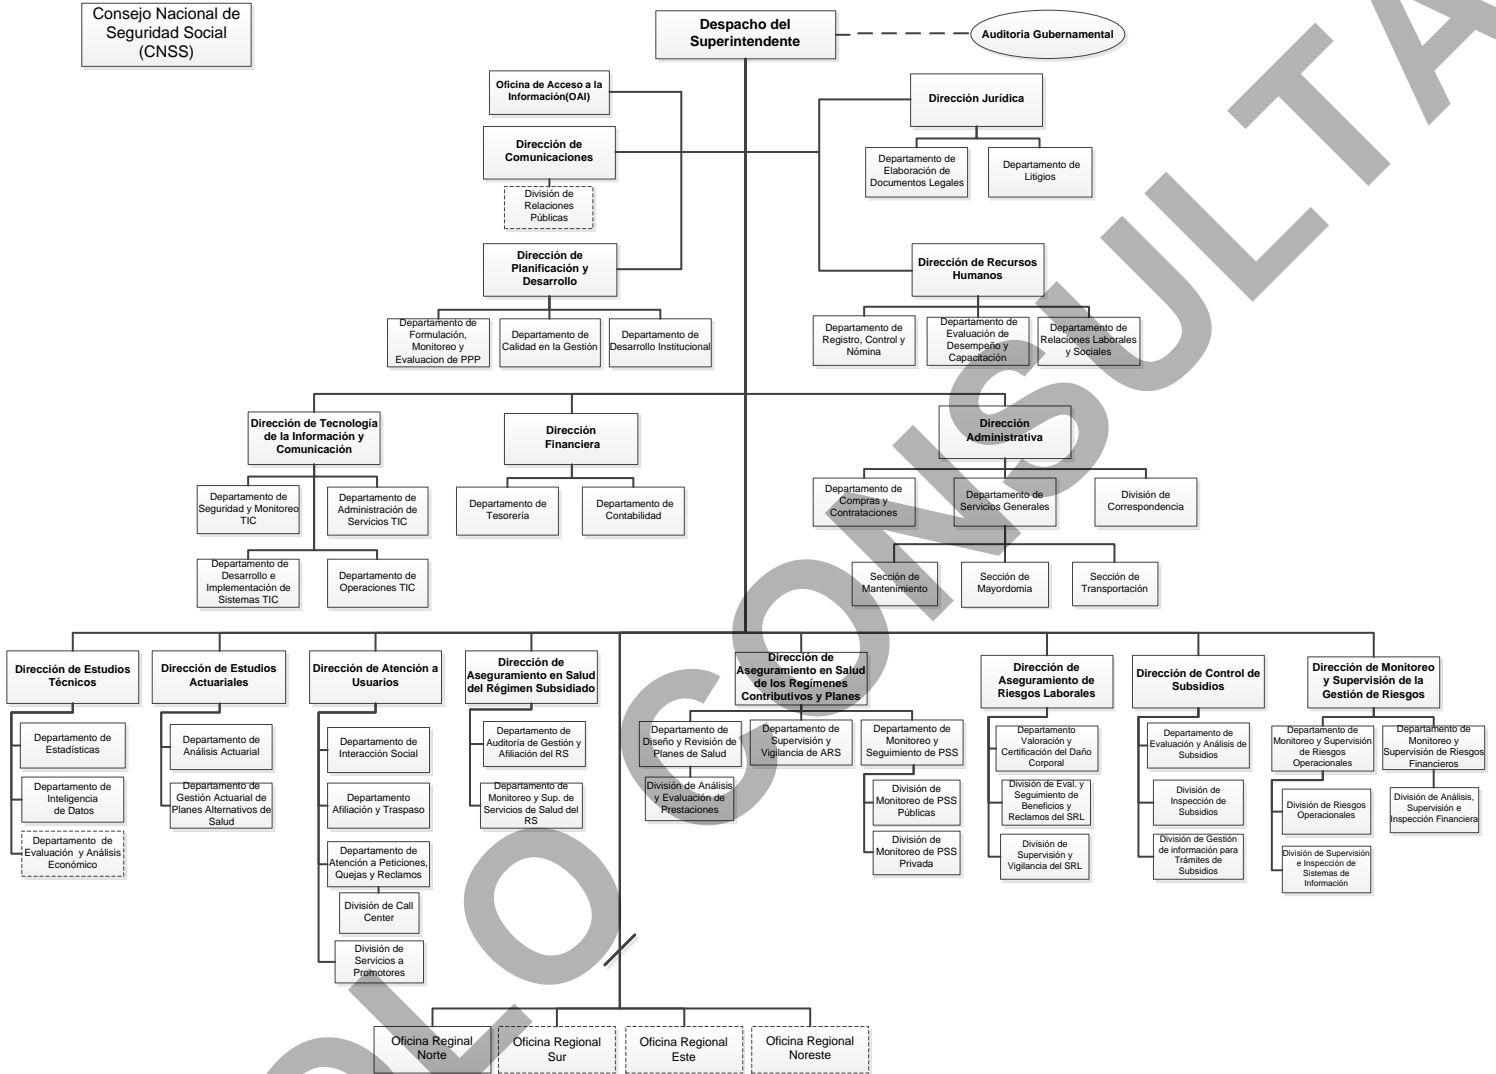 Consejo Nacional de
Seguridad Social
(CNSS)
Despacho del
Superintendente
Auditoria Gubernamental
Oficina de Acceso a la
Información(OAI)
Dirección Jurídica
Dirección de
Comunicaciones
Departamento de
Elaboración de
Documentos Legales
Departamento de
Litigios
División de
Relaciones
Públicas
Dirección de
Planificación y
Desarrollo
Dirección de Recursos
Humanos
Departamento de
Formulación,
Monitoreo y
Evaluacion de PPP
Departamento de
Calidad en la Gestión
Departamento de
Desarrollo Institucional
Departamento de
Registro, Control y
Nómina
Departamento de
Evaluación de
Desempeño y
Capacitación
Departamento de
Relaciones Laborales
y Sociales
Dirección de Tecnología
de la Información y
Comunicación
Dirección
Financiera
Dirección
Administrativa
Departamento de
Seguridad y Monitoreo
TIC
Departamento de
Administración de
Servicios TIC
Departamento de
Tesorería
Departamento de
Contabilidad
Departamento de
Compras y
Contrataciones
Departamento de
Servicios Generales
División de
Correspondencia
Departamento de
Desarrollo e
Implementación de
Sistemas TIC
Departamento de
Operaciones TIC
Sección de
Mantenimiento
Sección de
Mayordomia
Sección de
Transportación
Dirección de Estudios
Técnicos
Dirección de Estudios
Actuariales
Dirección de Atención a
Usuarios
Dirección de
Aseguramiento en Salud
del Régimen Subsidiado
Dirección de
Aseguramiento en Salud
de los Regímenes
Contributivos y Planes
Dirección de
Aseguramiento de
Riesgos Laborales
Dirección de Control de
Subsidios
Dirección de Monitoreo
y Supervisión de la
Gestión de Riesgos
Departamento de
Estadísticas
Departamento de
Inteligencia
de Datos
Departamento de
Evaluación y Análisis
Económico
Departamento de
Análisis Actuarial
Departamento de
Gestión Actuarial de
Planes Alternativos de
Salud
Departamento de
Interacción Social
Departamento
Afiliación y Traspaso
Departamento de
Atención a Peticiones,
Quejas y Reclamos
División de Call
Center
División de
Servicios a
Promotores
Departamento de
Auditoría de Gestión y
Afiliación del RS
Departamento de
Monitoreo y Sup. de
Servicios de Salud del
RS
Departamento de
Diseño y Revisión de
Planes de Salud
División de Análisis
y Evaluación de
Prestaciones
Departamento de
Supervisión y
Vigilancia de ARS
Departamento de
Monitoreo y
Seguimiento de PSS
División de
Monitoreo de PSS
Públicas
División de
Monitoreo de PSS
Privada
Departamento
Valoración y
Certificación del Daño
Corporal
División de Eval. y
Seguimiento de
Beneficios y
Reclamos del SRL
División de
Supervisión y
Vigilancia del SRL
Departamento de
Evaluación y Análisis de
Subsidios
División de
Inspección de
Subsidios
División de Gestión
de información para
Trámites de
Subsidios
Departamento de
Monitoreo y Supervisión
de Riesgos
Operacionales
División de Riesgos
Operacionales
División de Supervisión
e Inspección de
Sistemas de
Información
Departamento de
Monitoreo y
Supervisión de Riesgos
Financieros
División de Análisis,
Supervisión e
Inspección Financiera
Oficina Reginal
Norte
Oficina Regional
Sur
Oficina Regional
Este
Oficina Regional
Noreste
OLO CONSULTA